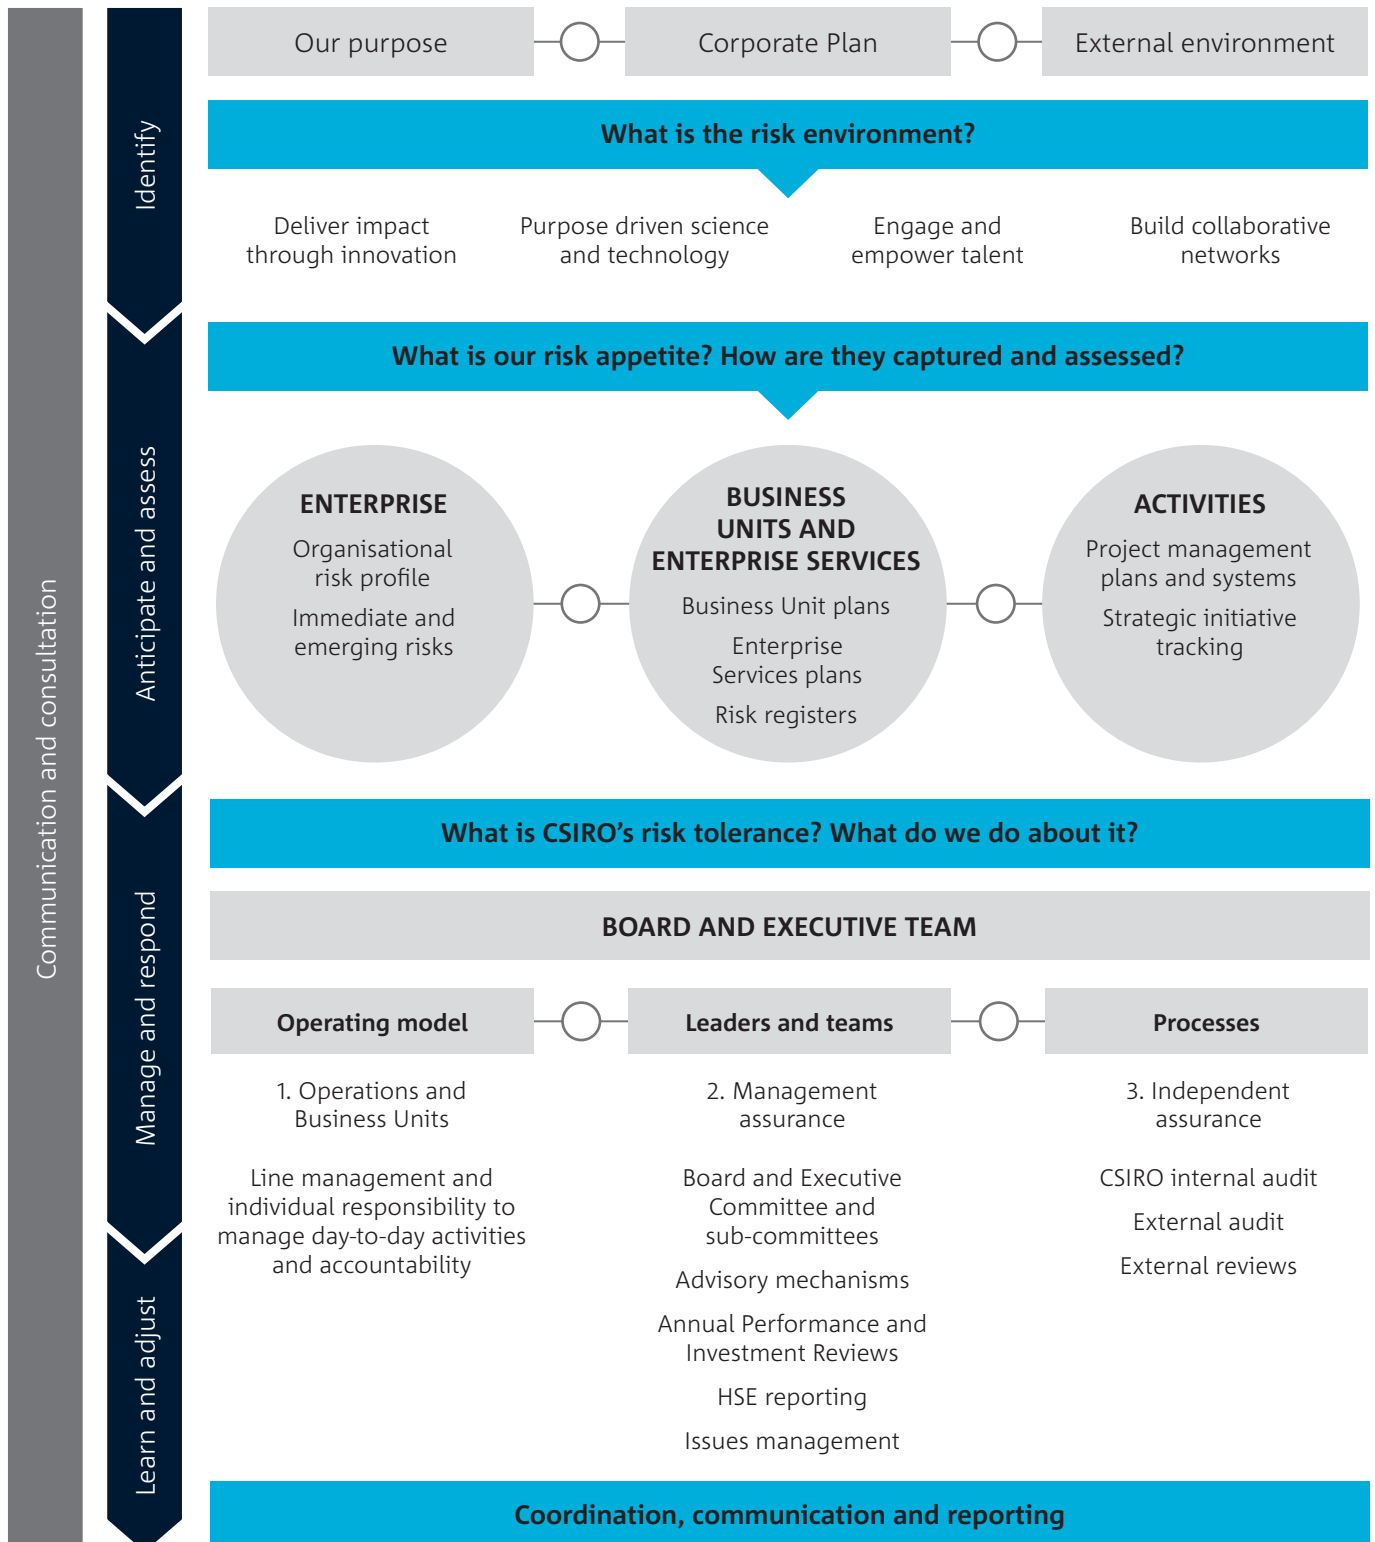 Communication and consultation
Identify
Anticipate and assess
Manage and respond
Learn and adjust
Our purpose
Corporate Plan
External environment
What is the risk environment?
Deliver impact
through innovation
Purpose driven science
and technology
Engage and
empower talent
Build collaborative
networks
What is our risk appetite? How are they captured and assessed?
ENTERPRISE
Organisational
risk profile
Immediate and
emerging risks
BUSINESS
UNITS AND
ENTERPRISE SERVICES
Business Unit plans
Enterprise
Services plans
Risk registers
ACTIVITIES
Project management
plans and systems
Strategic initiative
tracking
What is CSIRO’s risk tolerance? What do we do about it?
BOARD AND EXECUTIVE TEAM
Operating model
Leaders and teams
Processes
1. Operations and
Business Units
Line management and
individual responsibility to
manage day-to-day activities
and accountability
2. Management
assurance
Board and Executive
Committee and
sub-committees
Advisory mechanisms
Annual Performance and
Investment Reviews
HSE reporting
Issues management
3. Independent
assurance
CSIRO internal audit
External audit
External reviews
Coordination, communication and reporting